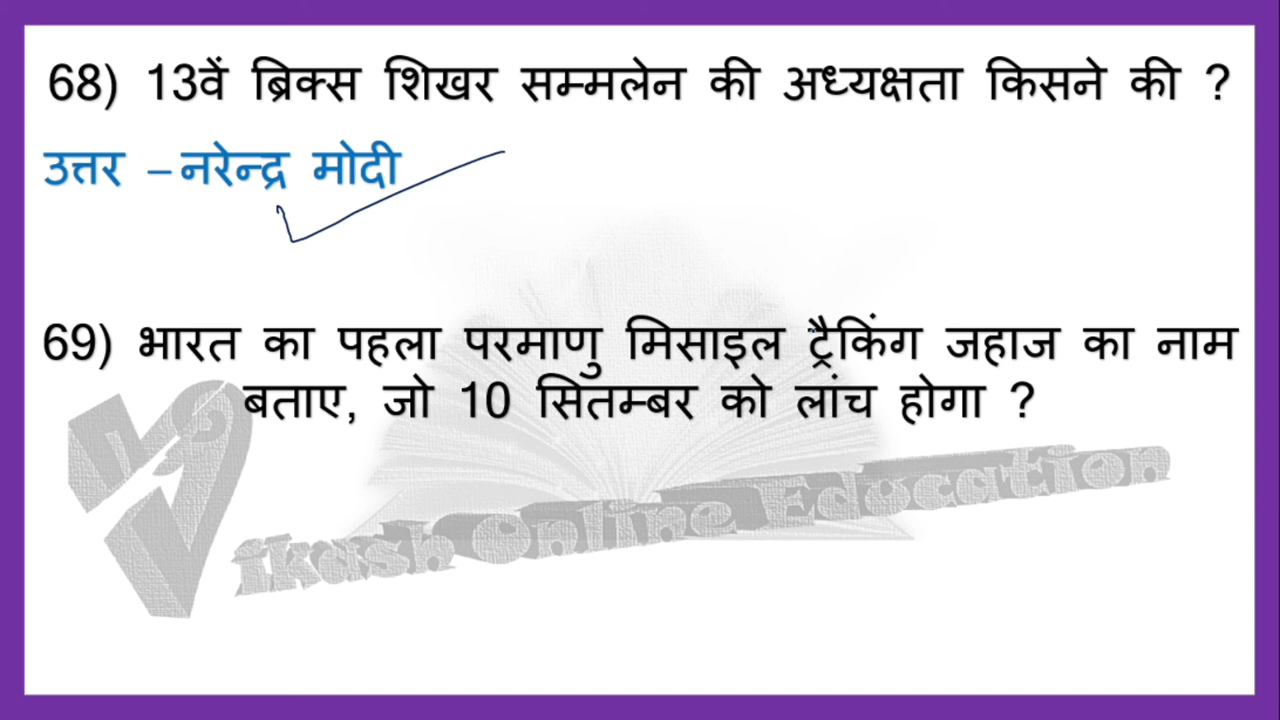 68) 13वें ब्रिक्स शिखर सम्मलेन की अध्यक्षता किसने की ?
उत्तर –नरेन्द्र मोदी
69) भारत का पहला परमाणु मिसाइल ट्रैकिंग जहाज का नाम
बताए, जो 10 सितम्बर को लांच होगा ?
Vikash Online Education